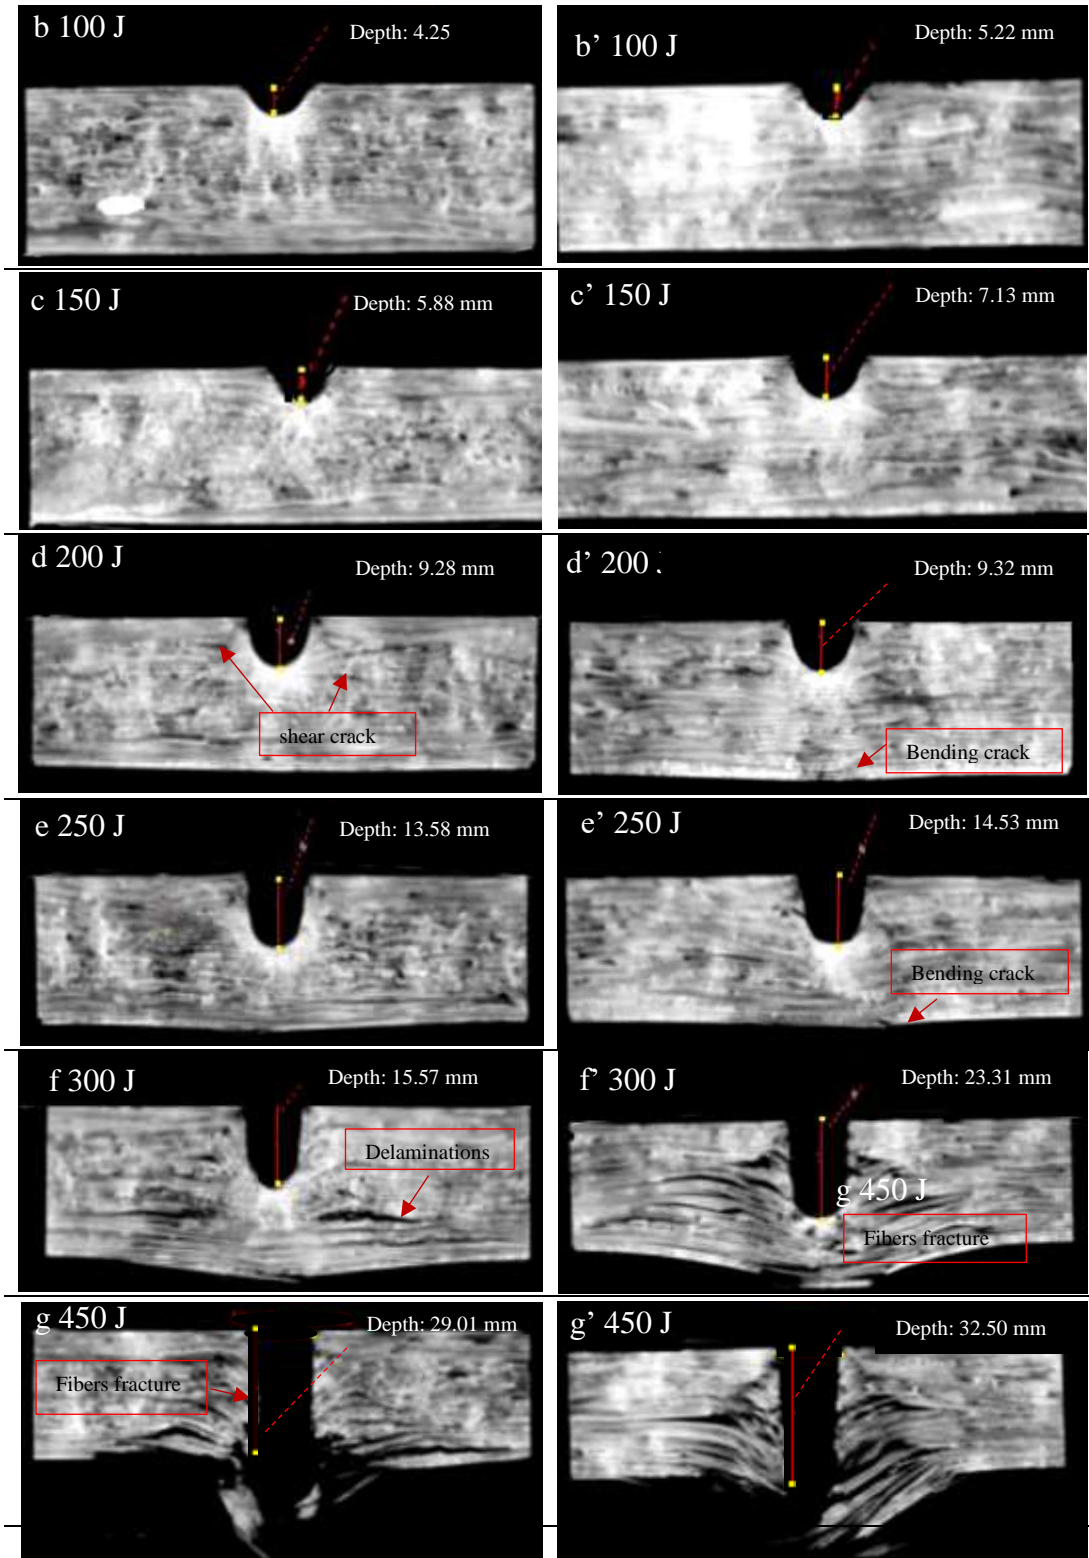 b 100 J
Depth: 4.25
b’ 100 J
Depth: 5.22 mm
c 150 J
Depth: 5.88 mm
c’ 150 J
Depth: 7.13 mm
d 200 J
Depth: 9.28 mm
shear crack
d’ 200
Depth: 9.32 mm
Bending crack
e 250 J
Depth: 13.58 mm
e’ 250 J
Depth: 14.53 mm
Bending crack
f 300 J
Depth: 15.57 mm
Delaminations
f’ 300 J
Depth: 23.31 mm
g 450 J
Fibers fracture
g 450 J
Depth: 29.01 mm
Fibers fracture
g’ 450 J
Depth: 32.50 mm